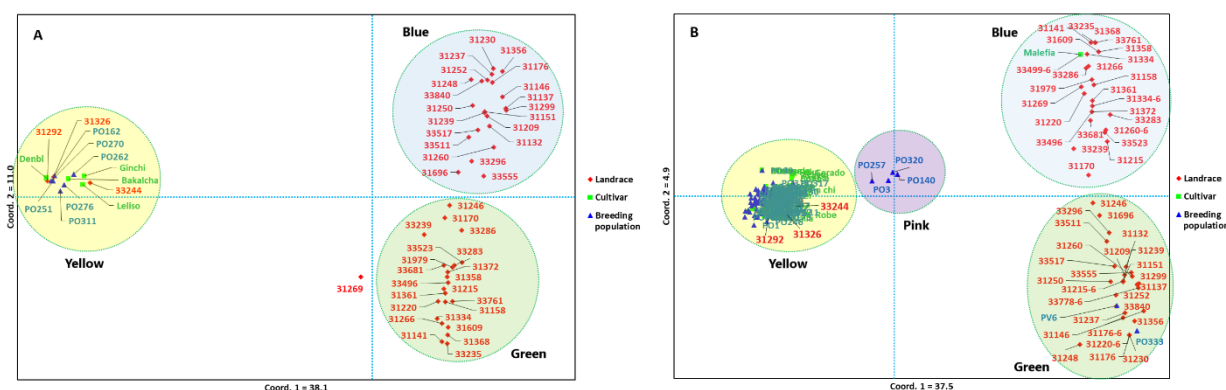 A
Blue
31230
31237
31356
31252
31176
31248
33840
31146
31137
31250
31299
31239
31151
33517
31209
33511
31132
31260
33296
31696
33555
31292
31326
PO162
PO270
Denbl
PO262
Ginchi
Bakalcha
33244
PO251
PO276
Leliso
PO311
Yellow
31246
31170
33239
33286
33523
33283
31979
31372
33681
31358
33496
31215
31269
31361
33761
31220
31158
31334
31266
31609
31141
31368
33235
Green
Coord. 2 = 11.0
Coord. 1 = 38.1
Landrace
Cultivar
Breeding
population
B
Blue
33235
31141
31368
31609
33761
31358
Malefia
31334
33499-6
31266
33286
31158
31979
31361
31269
31334-6
31372
31220
33283
33681
31260-6
33496
33523
33239
31215
31170
PO257
PO320
PO3
PO140
Pink
33244
Robe
PO1
31292
31326
Yellow
31246
33296
31696
33511
31132
31260
31239
31209
33517
31151
33555
31299
31250
31137
31215-6
31252
33778-6
33840
PV6
31237
31356
31146
31176-6
PO333
31220-6
31248
31176
31230
Green
Coord. 2 = 4.9
Coord. 1 = 37.5
Landrace
Cultivar
Breeding
population